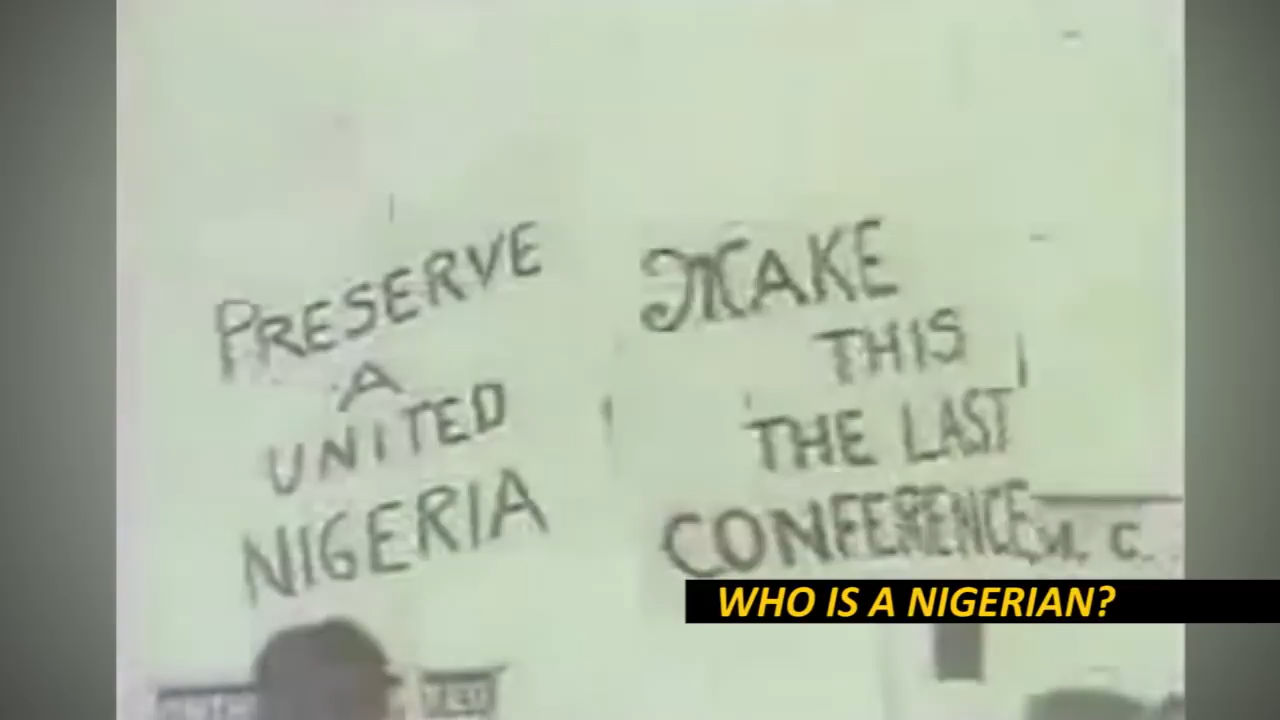 PRESERVE
A
UNITED
NIGERIA
MAKE
THIS
THE LAST
CONFERENCE
WHO IS A NIGERIAN?